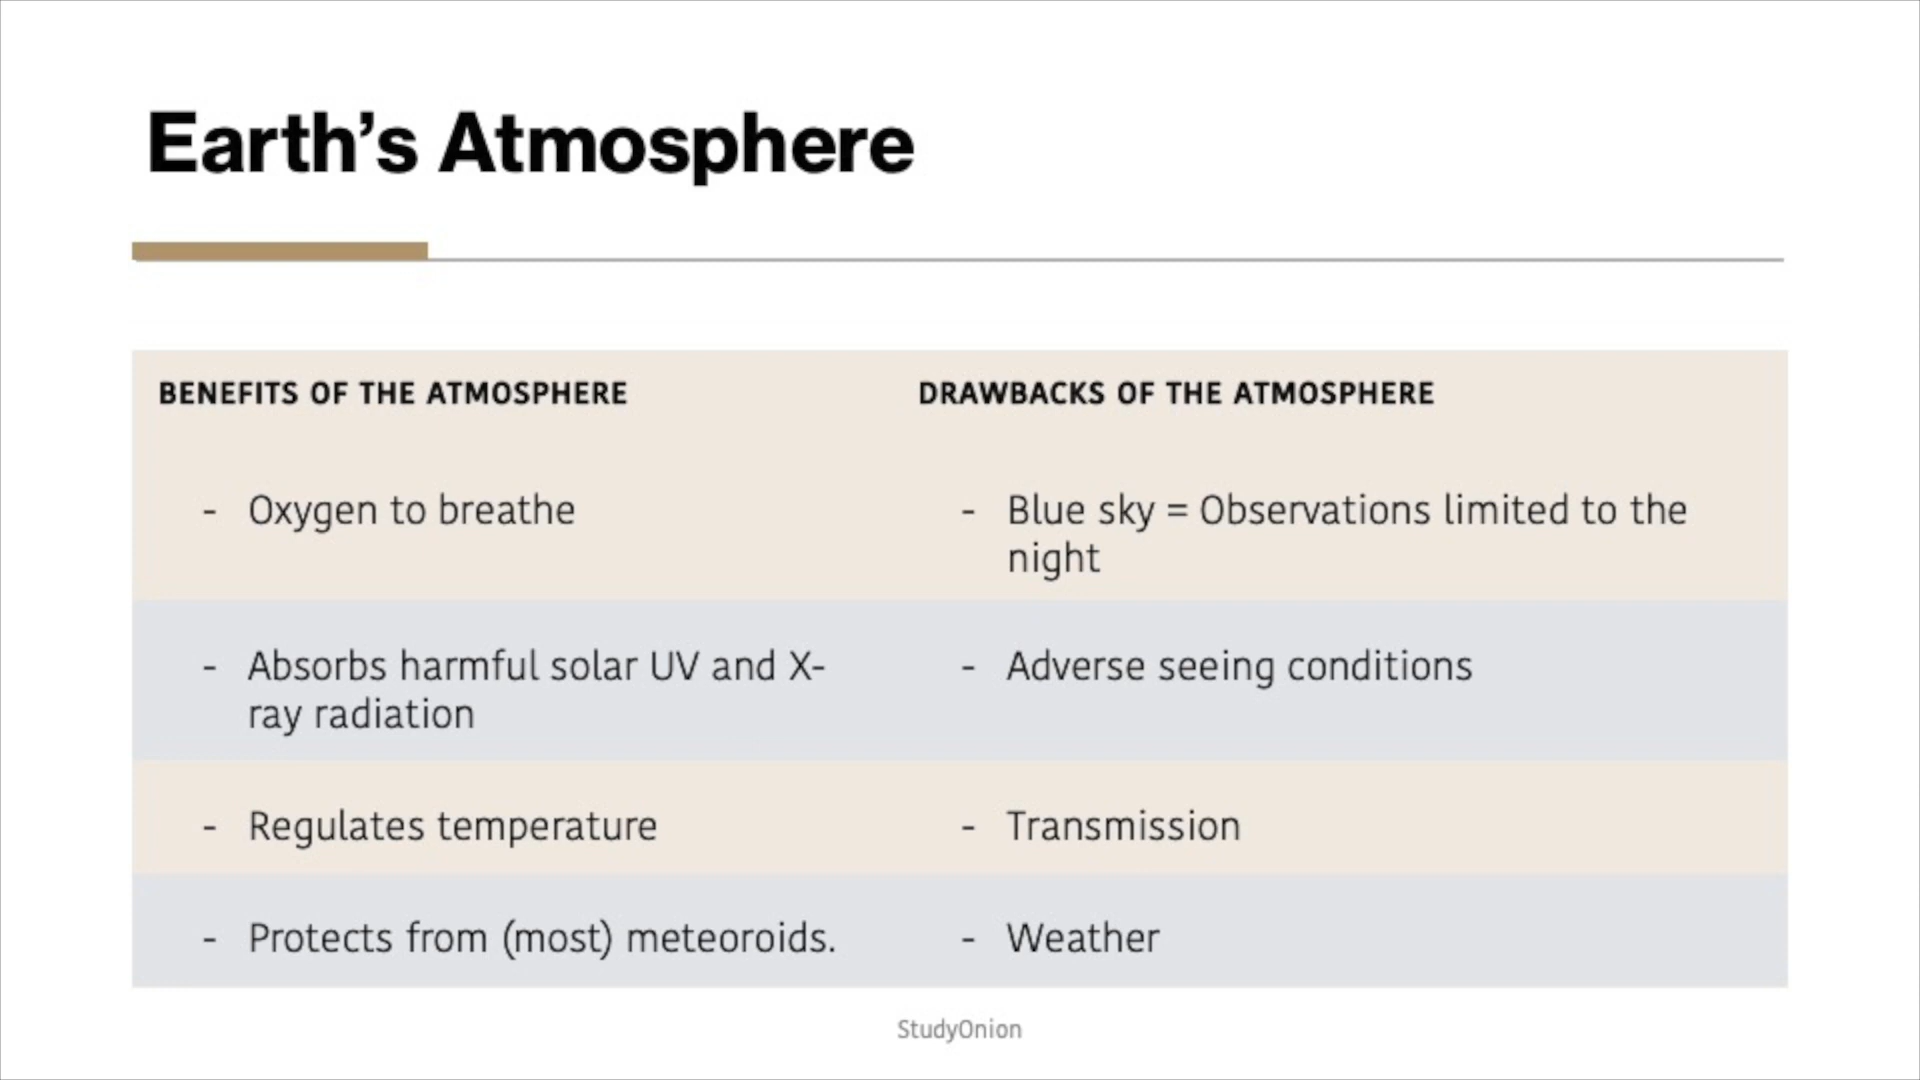 Earth’s Atmosphere
BENEFITS OF THE ATMOSPHERE
DRAWBACKS OF THE ATMOSPHERE
- Oxygen to breathe
- Blue sky = Observations limited to the
night
- Absorbs harmful solar UV and X-
ray radiation
- Adverse seeing conditions
- Regulates temperature
- Transmission
- Protects from (most) meteoroids.
- Weather
StudyOnion